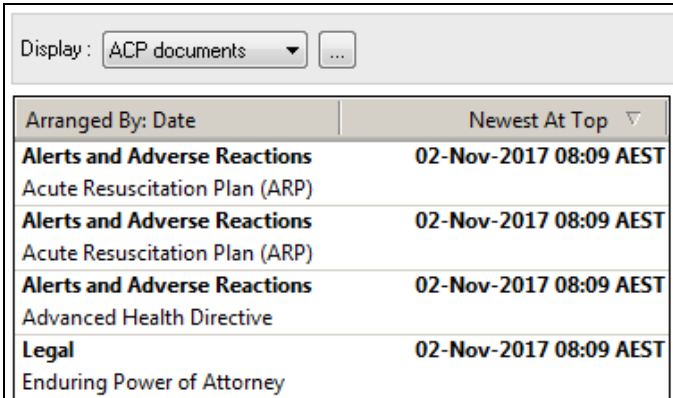 Display : ACP documents ...
Arranged By: Date Newest At Top
Alerts and Adverse Reactions 02-Nov-2017 08:09 AEST
Acute Resuscitation Plan (ARP)
Alerts and Adverse Reactions 02-Nov-2017 08:09 AEST
Acute Resuscitation Plan (ARP)
Alerts and Adverse Reactions 02-Nov-2017 08:09 AEST
Advanced Health Directive
Legal 02-Nov-2017 08:09 AEST
Enduring Power of Attorney